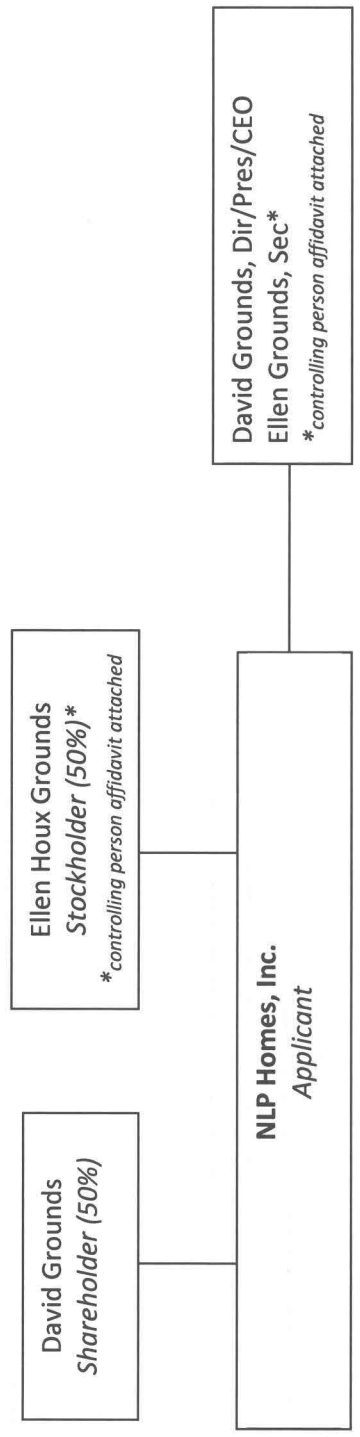 David Grounds
Shareholder (50%)
Ellen Houx Grounds
Stockholder (50%)*
*controlling person affidavit attached
NLP Homes, Inc.
Applicant
David Grounds, Dir/Pres/CEO
Ellen Grounds, Sec*
*controlling person affidavit attached